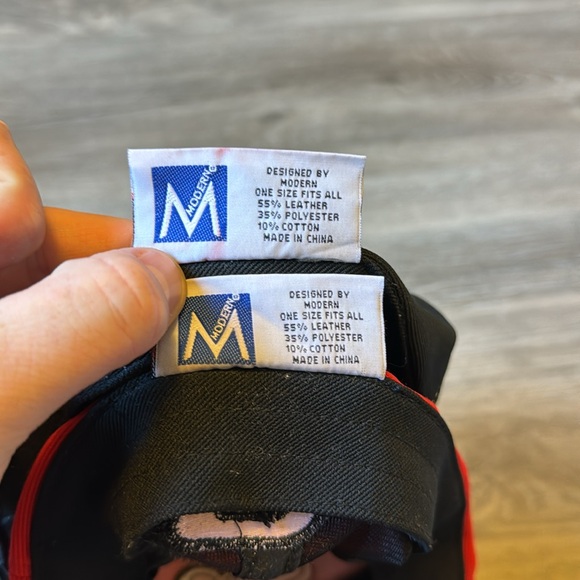 MODERN
DESIGNED BY
MODERN
ONE SIZE FITS ALL
55% LEATHER
35% POLYESTER
10% COTTON
MADE IN CHINA
MODERN
DESIGNED BY
MODERN
ONE SIZE FITS ALL
55% LEATHER
35% POLYESTER
10% COTTON
MADE IN CHINA